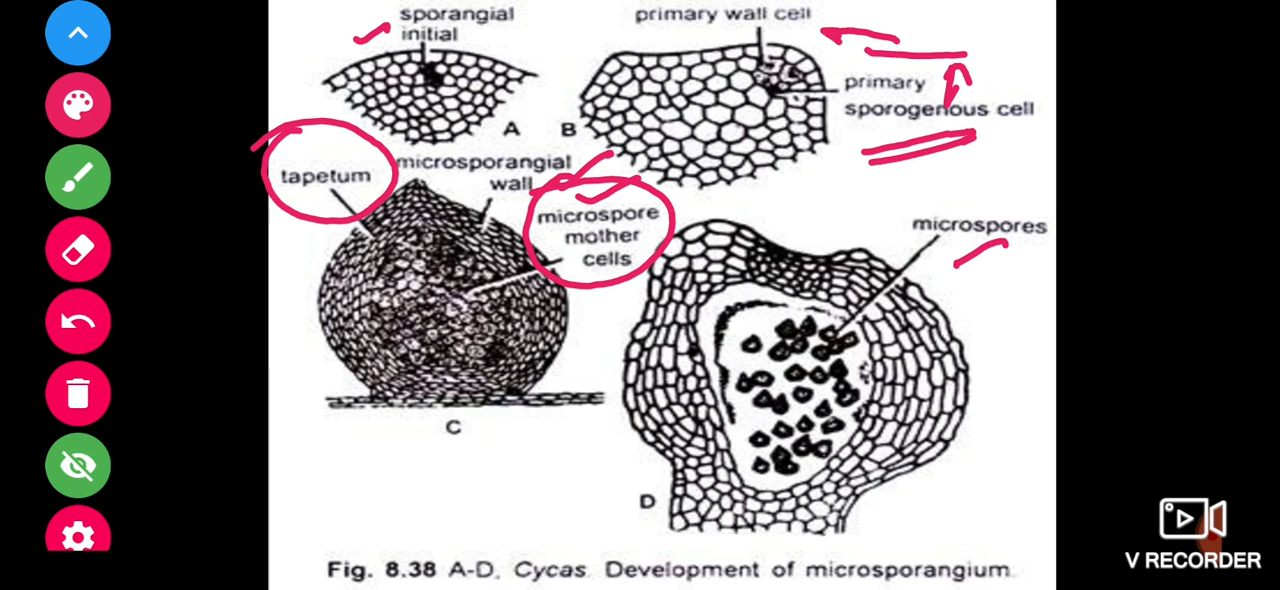 sporangial
initial
A
primary wall cell
primary
sporogenous cell
B
tapetum
microsporangial
wall
microspore
mother
cells
C
microspores
D
Fig. 8.38 A-D, Cycas. Development of microsporangium.
V RECORDER